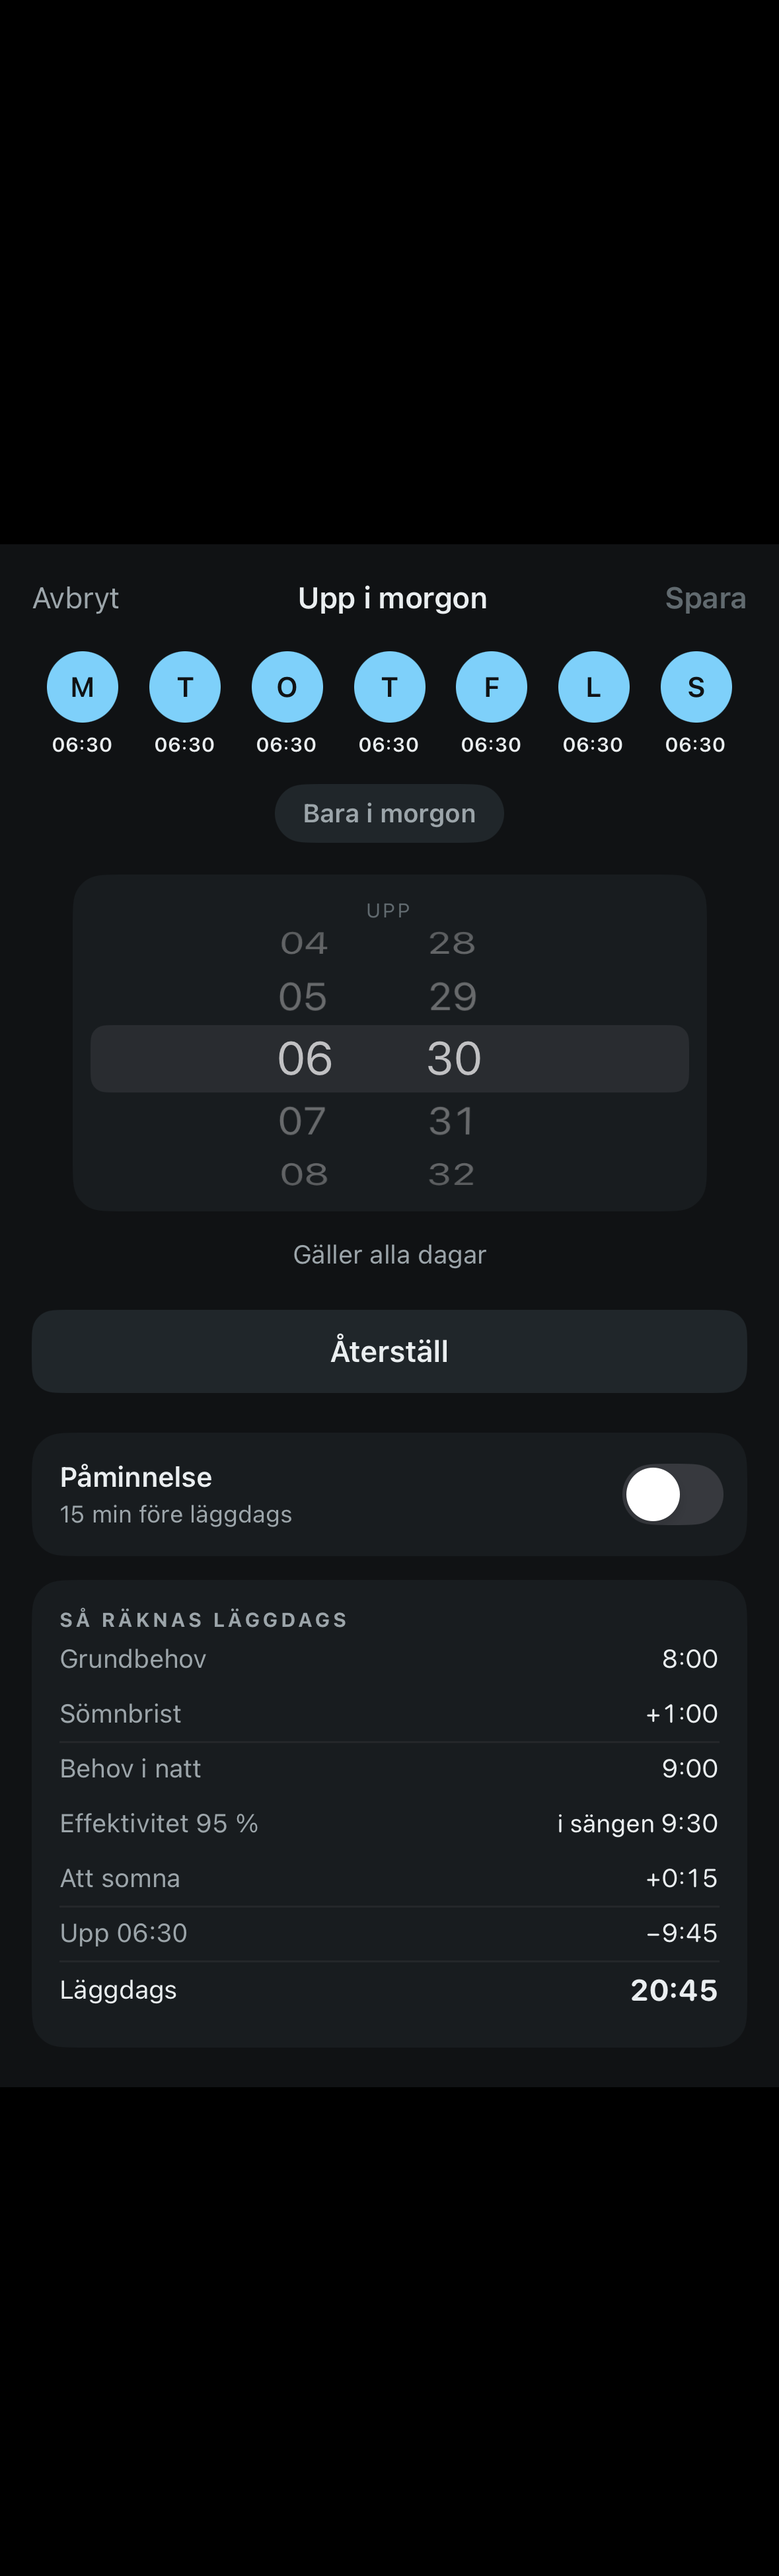 Avbryt Upp i morgon Spara
M T O T F L S
06:30 06:30 06:30 06:30 06:30 06:30 06:30
Bara i morgon
UPP
04 28
05 29
06 30
07 31
08 32
Gäller alla dagar
Återställ
Påminnelse
15 min före läggdags
SÅ RÄKNAS LÄGGDAGS
Grundbehov 8:00
Sömnbrist +1:00
Behov i natt 9:00
Effektivitet 95 % i sängen 9:30
Att somna +0:15
Upp 06:30 −9:45
Läggdags 20:45